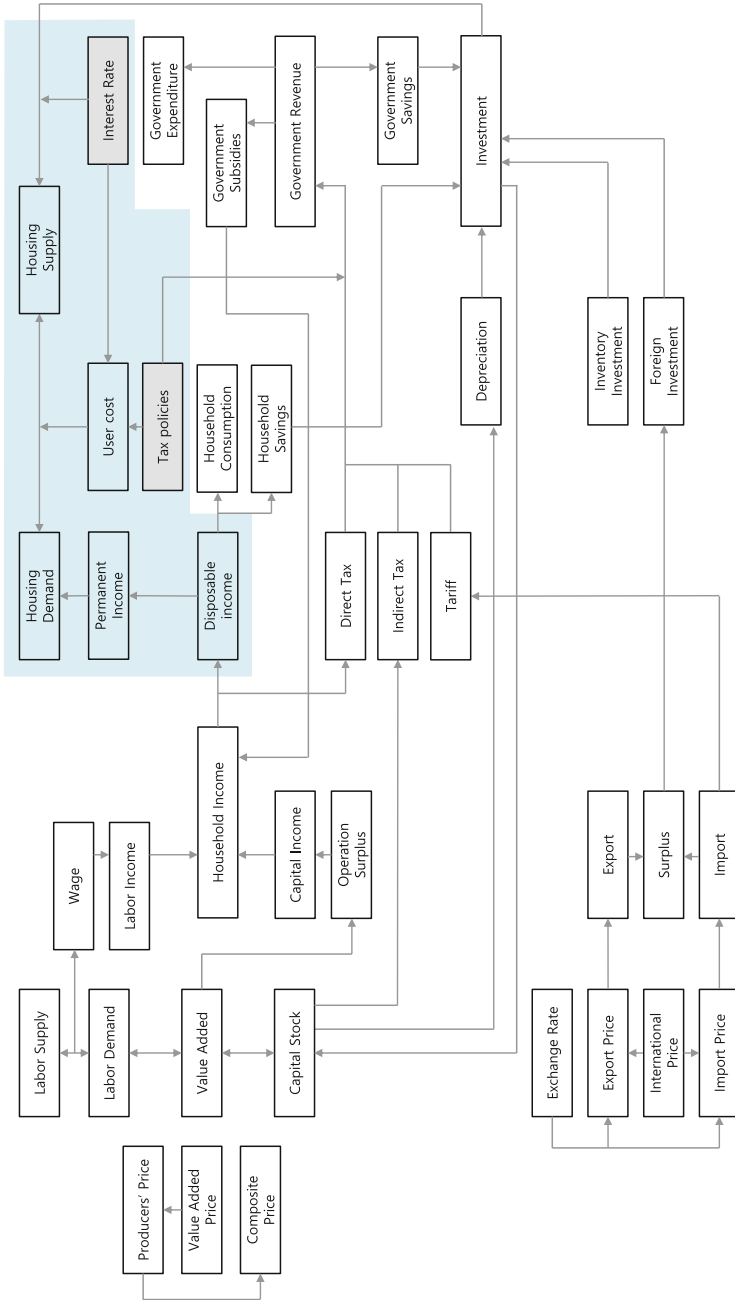 Labor Supply
Labor Demand
Wage
Labor Income
Value Added
Capital Stock
Producers' Price
Value Added
Price
Composite
Price
Household Income
Capital Income
Operation
Surplus
Housing
Demand
Permanent
Income
Disposable
income
Housing
Supply
User cost
Tax policies
Interest Rate
Household
Consumption
Household
Savings
Direct Tax
Indirect Tax
Tariff
Government
Expenditure
Government
Subsidies
Government Revenue
Government
Savings
Investment
Depreciation
Inventory
Investment
Foreign
Investment
Exchange Rate
Export Price
International
Price
Import Price
Export
Surplus
Import